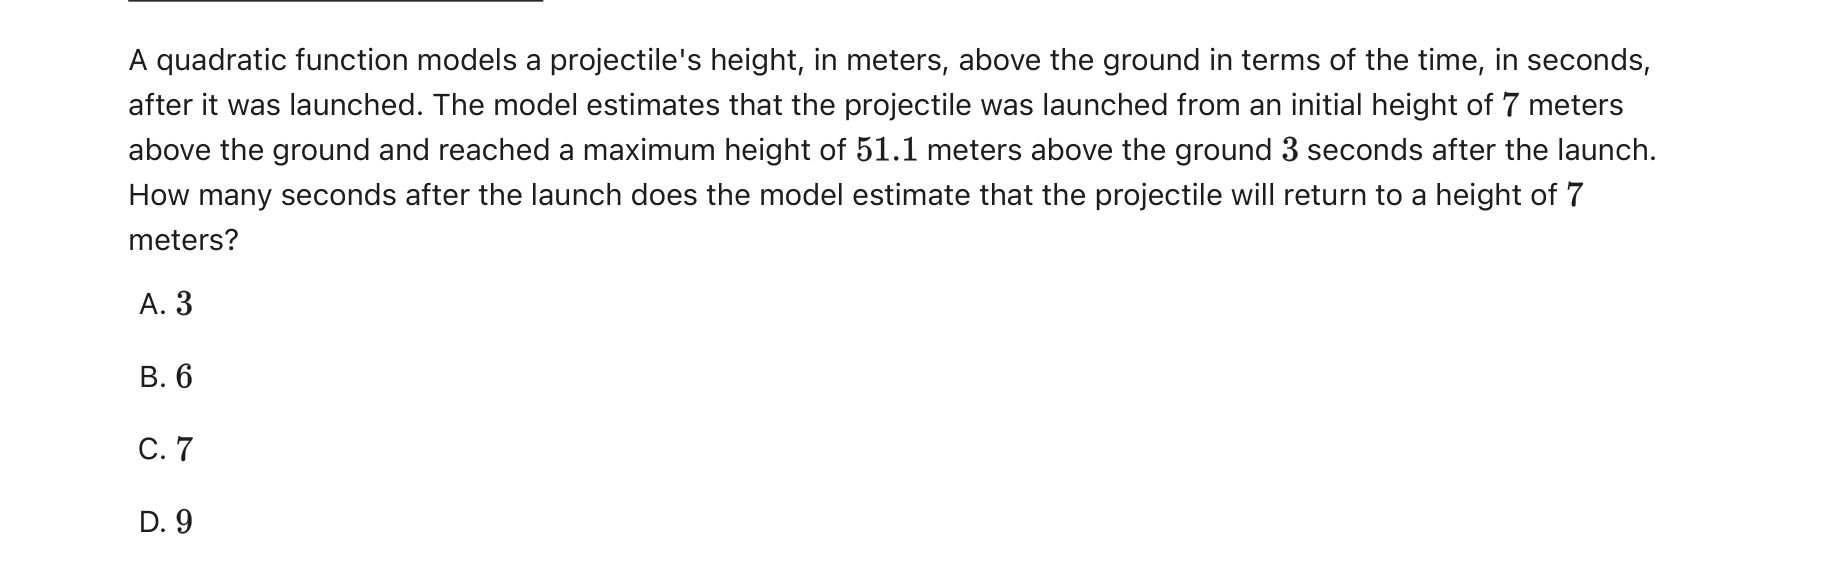 A quadratic function models a projectile's height, in meters, above the ground in terms of the time, in seconds,
after it was launched. The model estimates that the projectile was launched from an initial height of 7 meters
above the ground and reached a maximum height of 51.1 meters above the ground 3 seconds after the launch.
How many seconds after the launch does the model estimate that the projectile will return to a height of 7
meters?
A. 3
B. 6
C. 7
D. 9